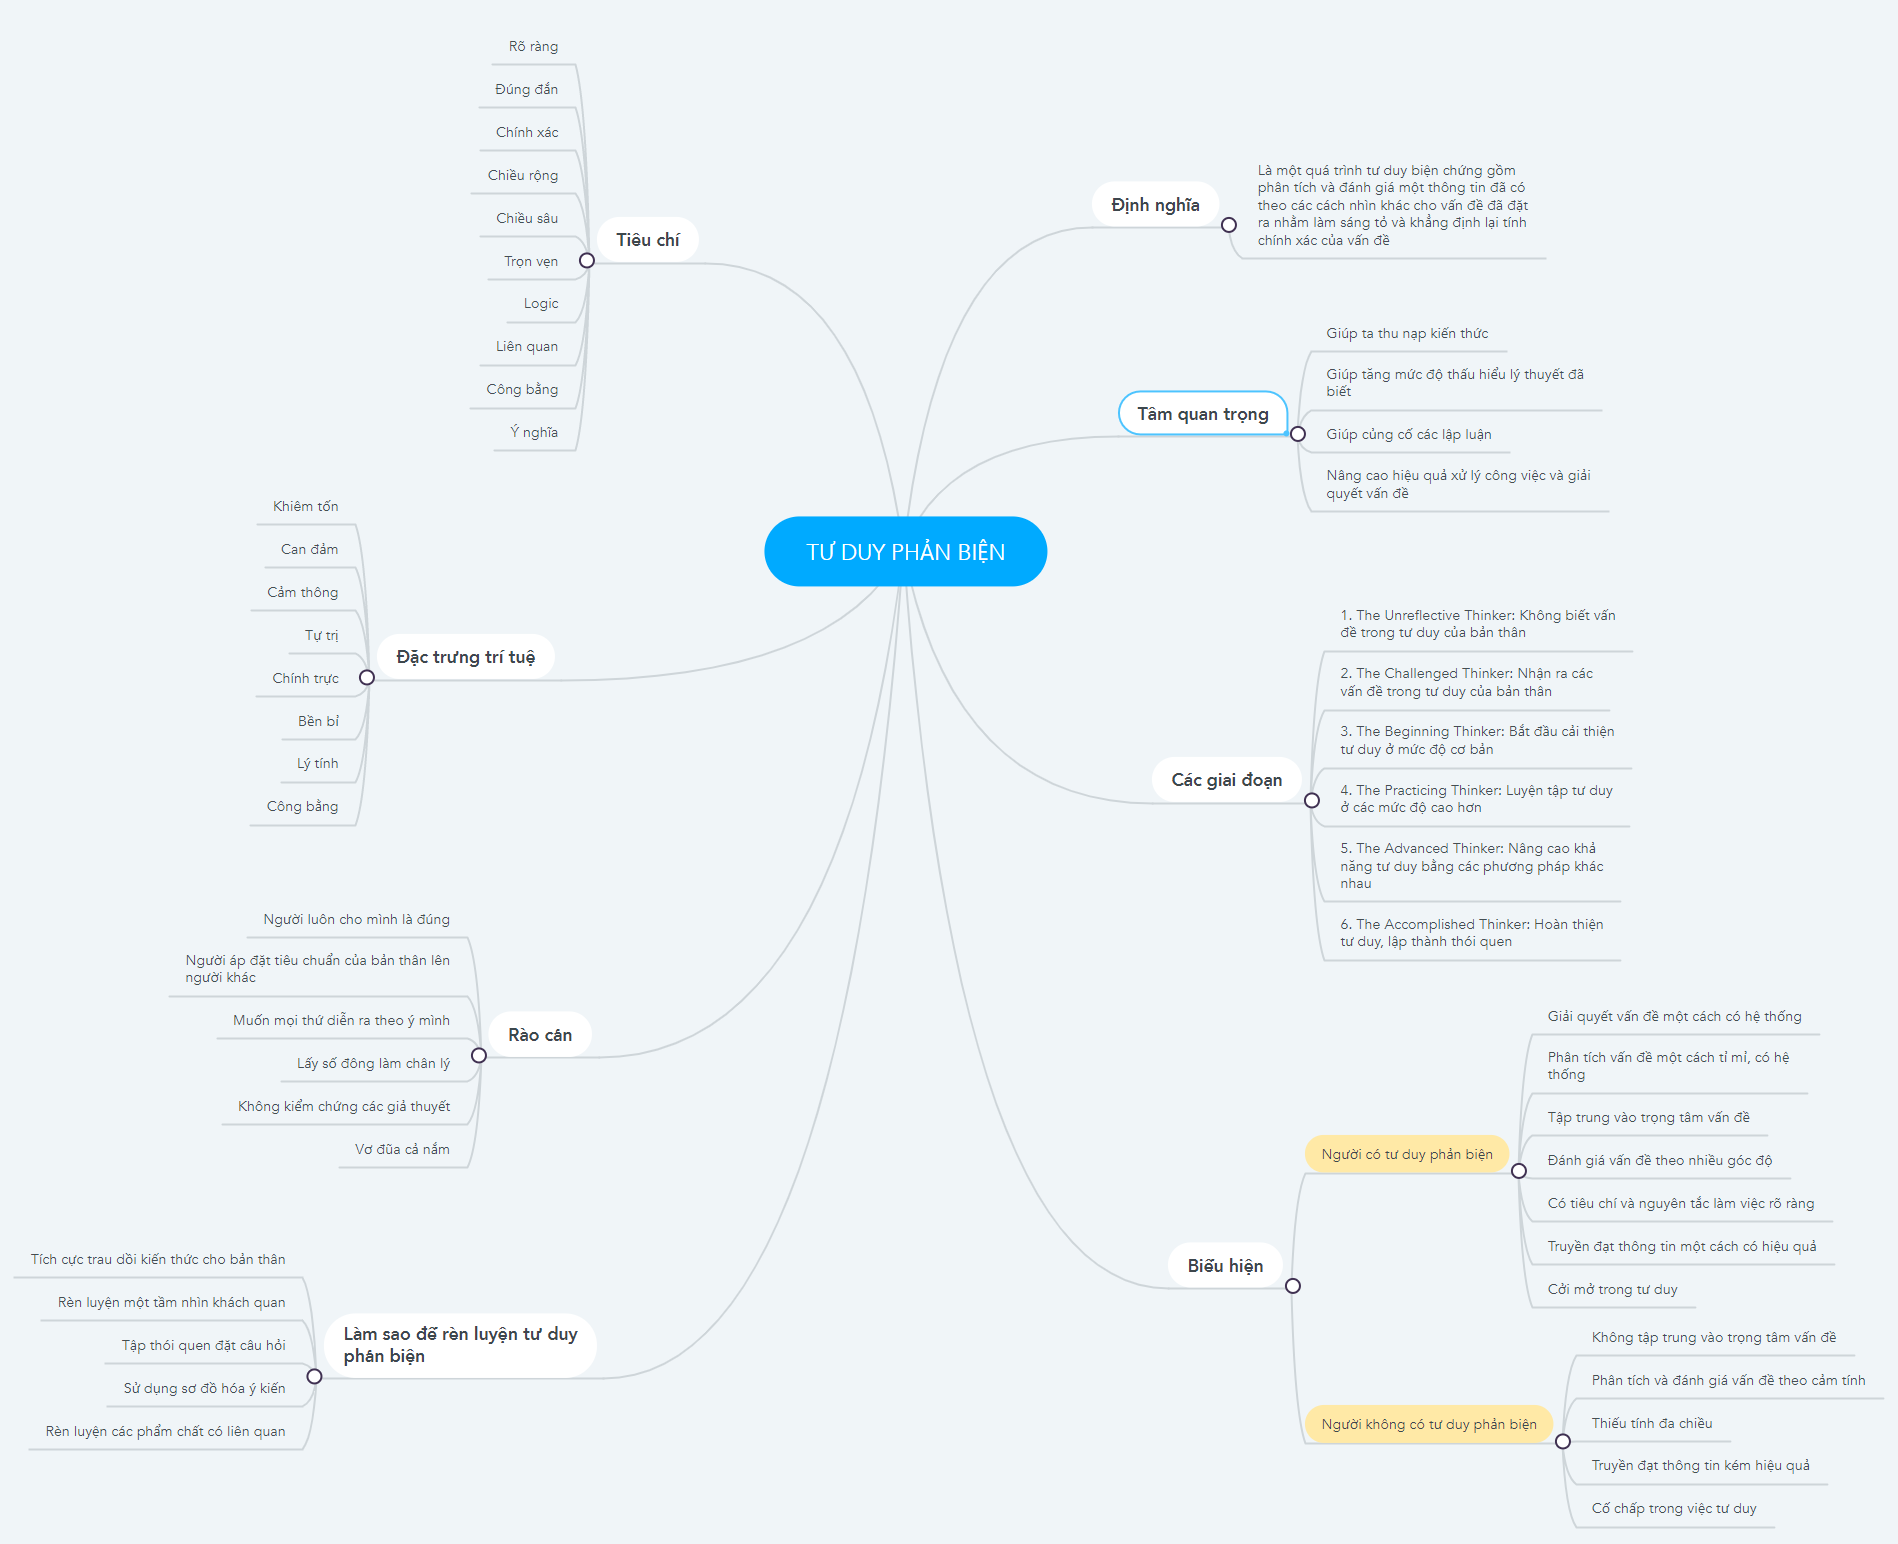 TƯ DUY PHẢN BIỆN
Định nghĩa
Là một quá trình tư duy biện chứng gồm
phân tích và đánh giá một thông tin đã có
theo các cách nhìn khác cho vấn đề đã đặt
ra nhằm làm sáng tỏ và khẳng định lại tính
chính xác của vấn đề
Tâm quan trọng
Giúp ta thu nạp kiến thức
Giúp tăng mức độ thấu hiểu lý thuyết đã
biết
Giúp củng cố các lập luận
Nâng cao hiệu quả xử lý công việc và giải
quyết vấn đề
Các giai đoạn
1. The Unreflective Thinker: Không biết vấn
đề trong tư duy của bản thân
2. The Challenged Thinker: Nhận ra các
vấn đề trong tư duy của bản thân
3. The Beginning Thinker: Bắt đầu cải thiện
tư duy ở mức độ cơ bản
4. The Practicing Thinker: Luyện tập tư duy
ở các mức độ cao hơn
5. The Advanced Thinker: Nâng cao khả
năng tư duy bằng các phương pháp khác
nhau
6. The Accomplished Thinker: Hoàn thiện
tư duy, lập thành thói quen
Biểu hiện
Người có tư duy phản biện
Giải quyết vấn đề một cách có hệ thống
Phân tích vấn đề một cách tỉ mỉ, có hệ
thống
Tập trung vào trọng tâm vấn đề
Đánh giá vấn đề theo nhiều góc độ
Có tiêu chí và nguyên tắc làm việc rõ ràng
Truyền đạt thông tin một cách có hiệu quả
Cởi mở trong tư duy
Người không có tư duy phản biện
Không tập trung vào trọng tâm vấn đề
Phân tích và đánh giá vấn đề theo cảm tính
Thiếu tính đa chiều
Truyền đạt thông tin kém hiệu quả
Cố chấp trong việc tư duy
Tiêu chí
Rõ ràng
Đúng đắn
Chính xác
Chiều rộng
Chiều sâu
Trọn vẹn
Logic
Liên quan
Công bằng
Ý nghĩa
Đặc trưng trí tuệ
Khiêm tốn
Can đảm
Cảm thông
Tự trị
Chính trực
Bền bỉ
Lý tính
Công bằng
Rào cản
Người luôn cho mình là đúng
Người áp đặt tiêu chuẩn của bản thân lên
người khác
Muốn mọi thứ diễn ra theo ý mình
Lấy số đông làm chân lý
Không kiểm chứng các giả thuyết
Vơ đũa cả nắm
Làm sao để rèn luyện tư duy
phản biện
Tích cực trau dồi kiến thức cho bản thân
Rèn luyện một tầm nhìn khách quan
Tập thói quen đặt câu hỏi
Sử dụng sơ đồ hóa ý kiến
Rèn luyện các phẩm chất có liên quan